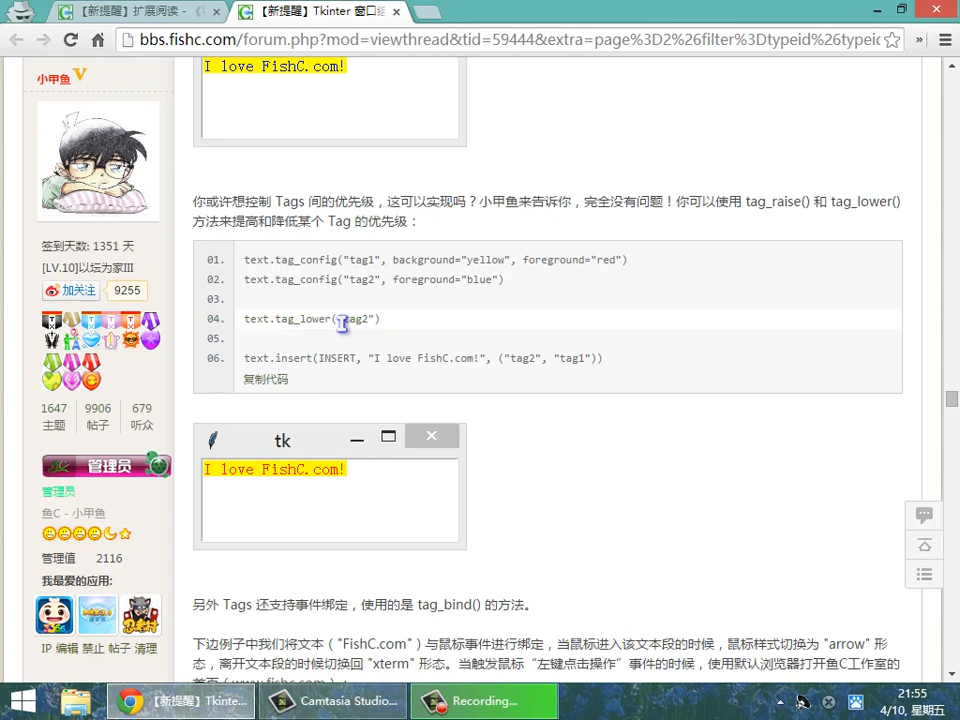 【新提醒】扩展阅读 -
【新提醒】Tkinter 窗口组
bbs.fishc.com/forum.php?mod=viewthread&tid=59444&extra=page%3D2%26filter%3Dtypeid%26typeic
小甲鱼
I love FishC.com!
你或许想控制 Tags 间的优先级，这可以实现吗？小甲鱼来告诉你，完全没有问题！你可以使用 tag_raise() 和 tag_lower()
方法来提高和降低某个 Tag 的优先级：
01. text.tag_config("tag1", background="yellow", foreground="red")
02. text.tag_config("tag2", foreground="blue")
03.
04. text.tag_lower("tag2")
05.
06. text.insert(INSERT, "I love FishC.com!", ("tag2", "tag1"))
复制代码
签到天数: 1351 天
[LV.10]以坛为家III
加关注 9255
1647 9906 679
主题 帖子 听众
管理员
管理员
鱼C - 小甲鱼
管理值 2116
我最爱的应用:
IP 编辑 禁止 帖子 清理
tk
I love FishC.com!
另外 Tags 还支持事件绑定，使用的是 tag_bind() 的方法。
下边例子中我们将文本（"FishC.com"）与鼠标事件进行绑定，当鼠标进入该文本段的时候，鼠标样式切换为 "arrow" 形
态，离开文本段的时候切换回 "xterm" 形态。当触发鼠标“左键点击操作”事件的时候，使用默认浏览器打开鱼C工作室的
首页（www.fishc.com）：
【新提醒】Tkinte...
Camtasia Studio...
Recording...
21:55
4/10, 星期五